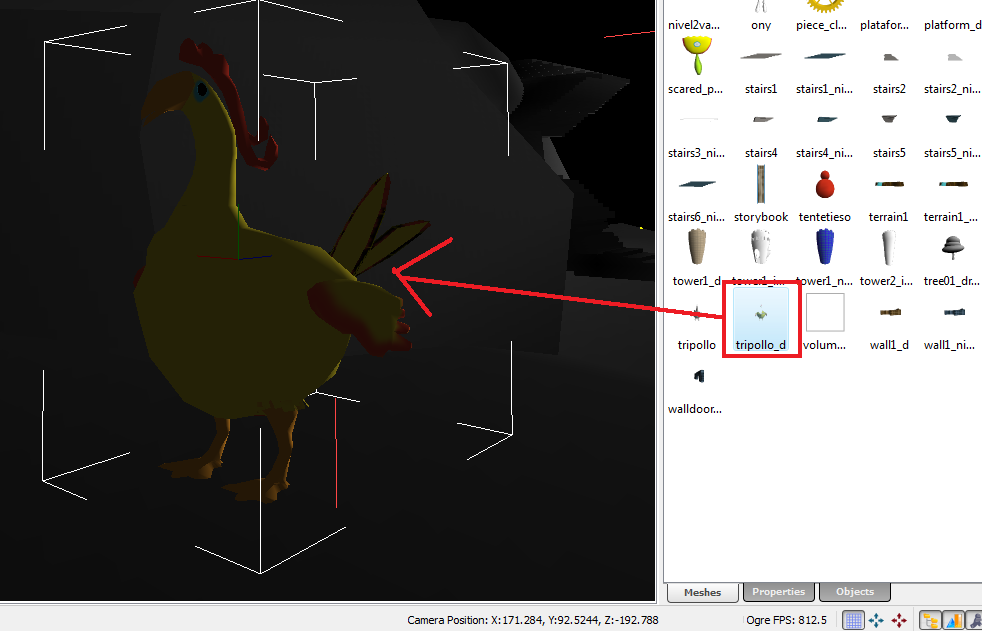 nivel2va... ony piece_cl... platafor... platform_d
scared_p... stairs1 stairs1_ni... stairs2 stairs2_ni...
stairs3_ni... stairs4 stairs4_ni... stairs5 stairs5_ni...
stairs6_ni... storybook tentetieso terrain1 terrain1_...
tower1_d tower1_i... tower1_n... tower2_i... tree01_dr...
tripollo tripollo_d volum... wall1_d wall1_ni...
walldoor...
Meshes Properties Objects
Camera Position: X:171.284, Y:92.5244, Z:-192.788 Ogre FPS: 812.5